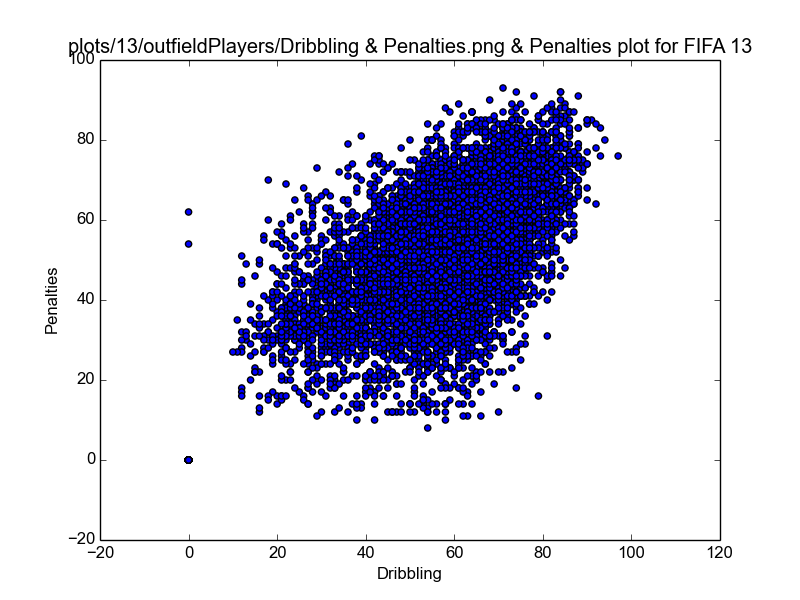 plots/13/outfieldPlayers/Dribbling & Penalties.png & Penalties plot for FIFA 13
100
80
60
40
20
0
−20
Penalties
−20 0 20 40 60 80 100 120
Dribbling